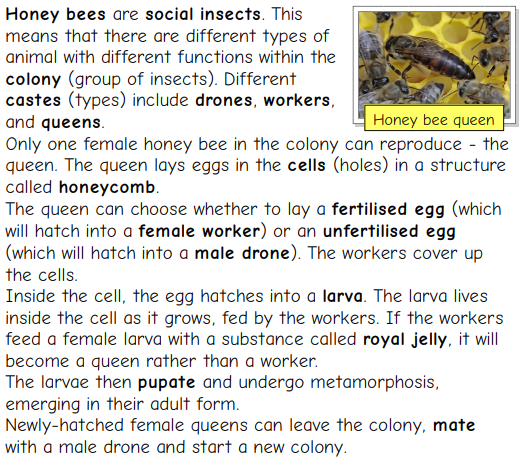 Honey bees are social insects. This
means that there are different types of
animal with different functions within the
colony (group of insects). Different
castes (types) include drones, workers,
and queens.
Honey bee queen
Only one female honey bee in the colony can reproduce - the
queen. The queen lays eggs in the cells (holes) in a structure
called honeycomb.
The queen can choose whether to lay a fertilised egg (which
will hatch into a female worker) or an unfertilised egg
(which will hatch into a male drone). The workers cover up
the cells.
Inside the cell, the egg hatches into a larva. The larva lives
inside the cell as it grows, fed by the workers. If the workers
feed a female larva with a substance called royal jelly, it will
become a queen rather than a worker.
The larvae then pupate and undergo metamorphosis,
emerging in their adult form.
Newly-hatched female queens can leave the colony, mate
with a male drone and start a new colony.